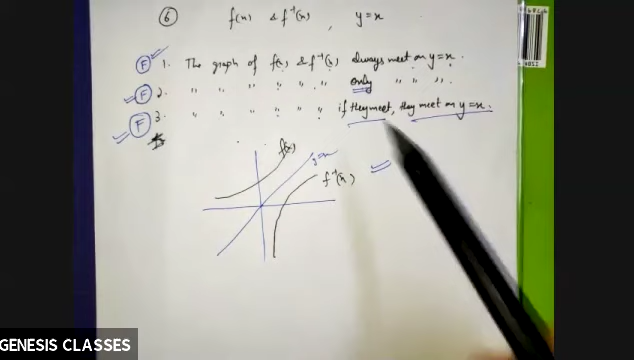 ⑥ f(x) & f⁻¹(x), y=x
F 1. The graph of f(x) & f⁻¹(x) always meet on y=x.
F 2. " " " " " " only " " ".
F 3. " " " " " " if they meet, they meet on y=x.
f(x)
y=x
f⁻¹(x)
GENESIS CLASSES